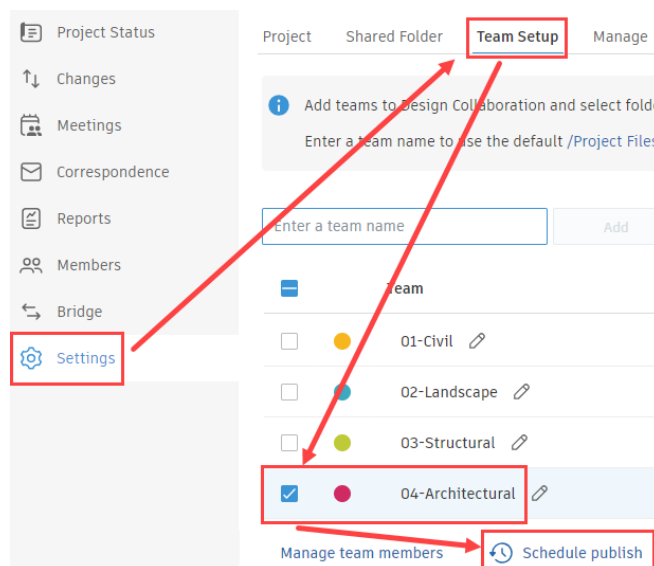 Project Status
Changes
Meetings
Correspondence
Reports
Members
Bridge
Settings
Project Shared Folder Team Setup Manage
Add teams to Design Collaboration and select folde
Enter a team name to use the default /Project Files
Enter a team name Add
Team
01-Civil
02-Landscape
03-Structural
04-Architectural
Manage team members Schedule publish